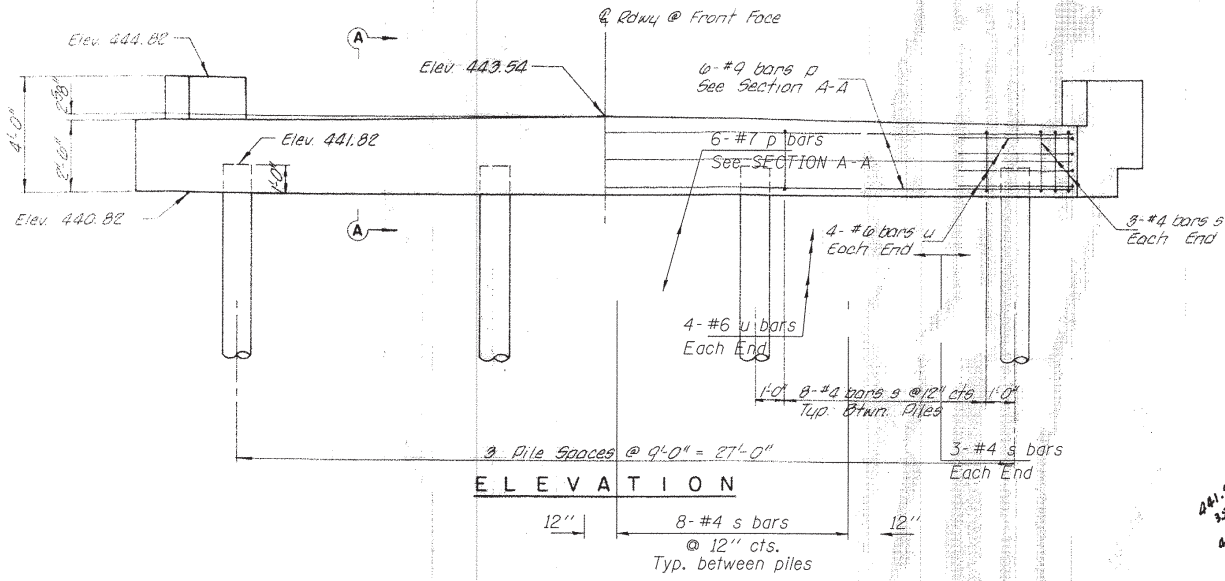 ℄ Rdwy @ Front Face
Elev. 444.82
A
Elev. 443.54
6-#9 bars p
See Section A-A
4'-0"
2'-6"
Elev. 441.82
1'-0"
6-#7 p bars
See SECTION A-A
Elev. 440.82
A
4-#6 bars u
Each End
3-#4 bars s
Each End
4-#6 u bars
Each End
1'-0"
8-#4 bars s @ 12" cts.
1'-0"
Typ. Btwn. Piles
3 Pile Spaces @ 9'-0" = 27'-0"
3-#4 s bars
Each End
ELEVATION
12"
8-#4 s bars
12"
@ 12" cts.
Typ. between piles